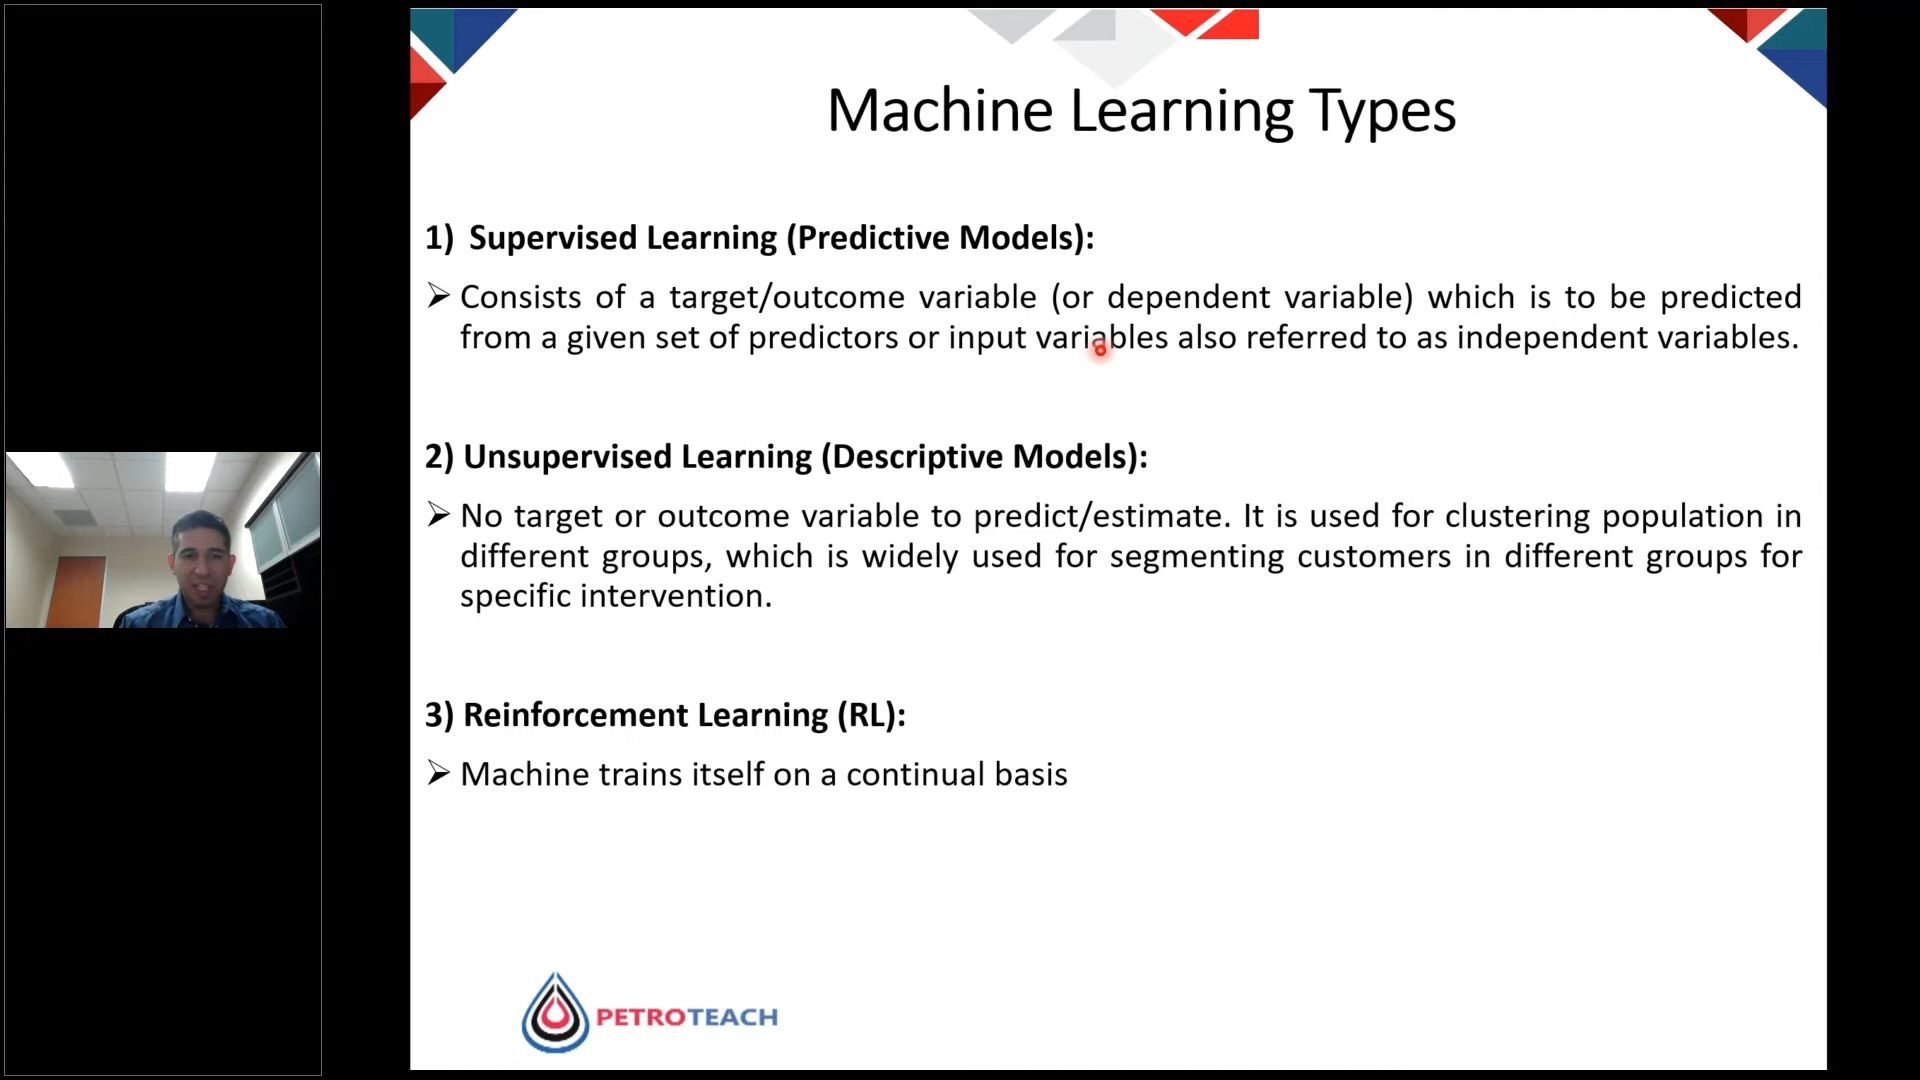 Machine Learning Types
1) Supervised Learning (Predictive Models):
➢ Consists of a target/outcome variable (or dependent variable) which is to be predicted
from a given set of predictors or input variables also referred to as independent variables.
2) Unsupervised Learning (Descriptive Models):
➢ No target or outcome variable to predict/estimate. It is used for clustering population in
different groups, which is widely used for segmenting customers in different groups for
specific intervention.
3) Reinforcement Learning (RL):
➢ Machine trains itself on a continual basis
PETROTEACH